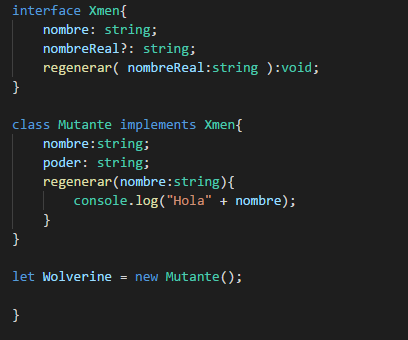 interface Xmen{
    nombre: string;
    nombreReal?: string;
    regenerar( nombreReal:string ):void;
}
class Mutante implements Xmen{
    nombre:string;
    poder: string;
    regenerar(nombre:string){
        console.log("Hola" + nombre);
    }
}
let Wolverine = new Mutante();
}